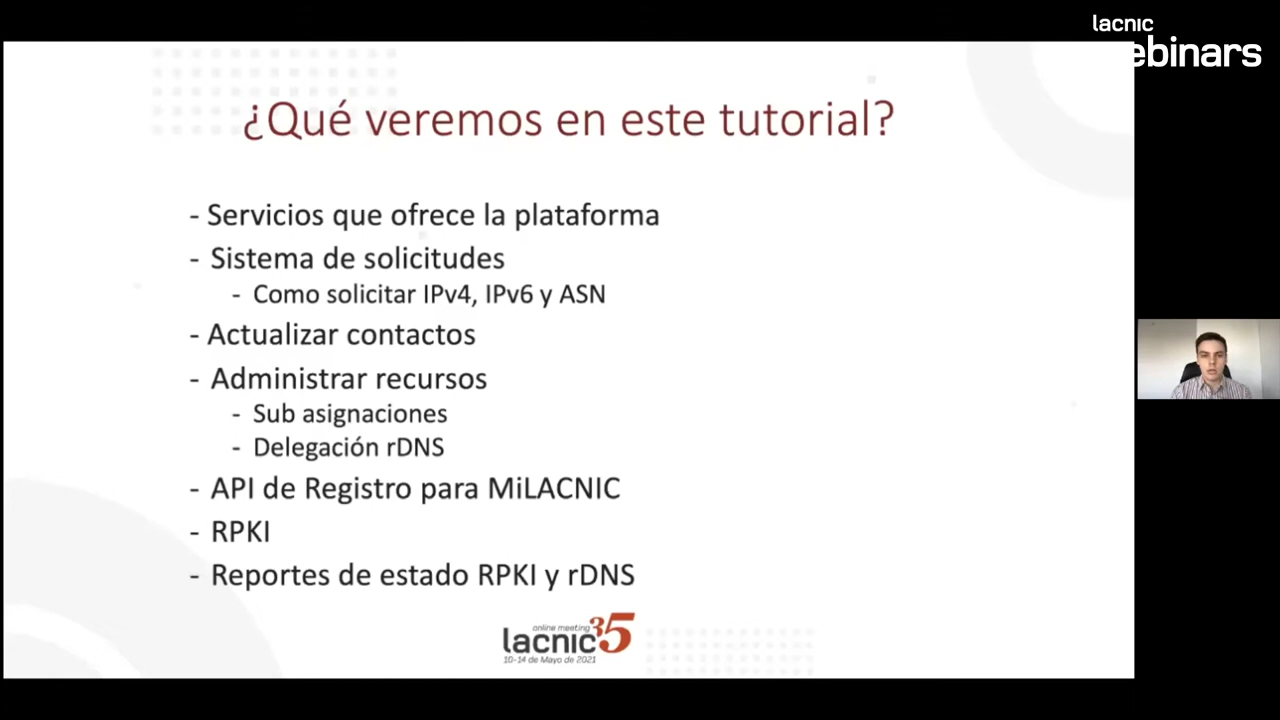 lacnic
ebinars
¿Qué veremos en este tutorial?
- Servicios que ofrece la plataforma
- Sistema de solicitudes
- Como solicitar IPv4, IPv6 y ASN
- Actualizar contactos
- Administrar recursos
- Sub asignaciones
- Delegación rDNS
- API de Registro para MiLACNIC
- RPKI
- Reportes de estado RPKI y rDNS
online meeting
lacnic35
10-14 de Mayo de 2021